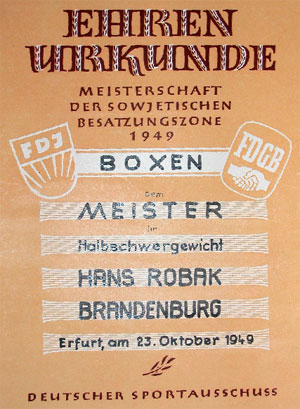 EHREN
URKUNDE
MEISTERSCHAFT
DER SOWJETISCHEN
BESATZUNGSZONE
1949
FDJ
FDGB
BOXEN
Dem
MEISTER
im
Halbschwergewicht
HANS ROBAK
BRANDENBURG
Erfurt, am 23. Oktober 1949
DEUTSCHER SPORTAUSSCHUSS